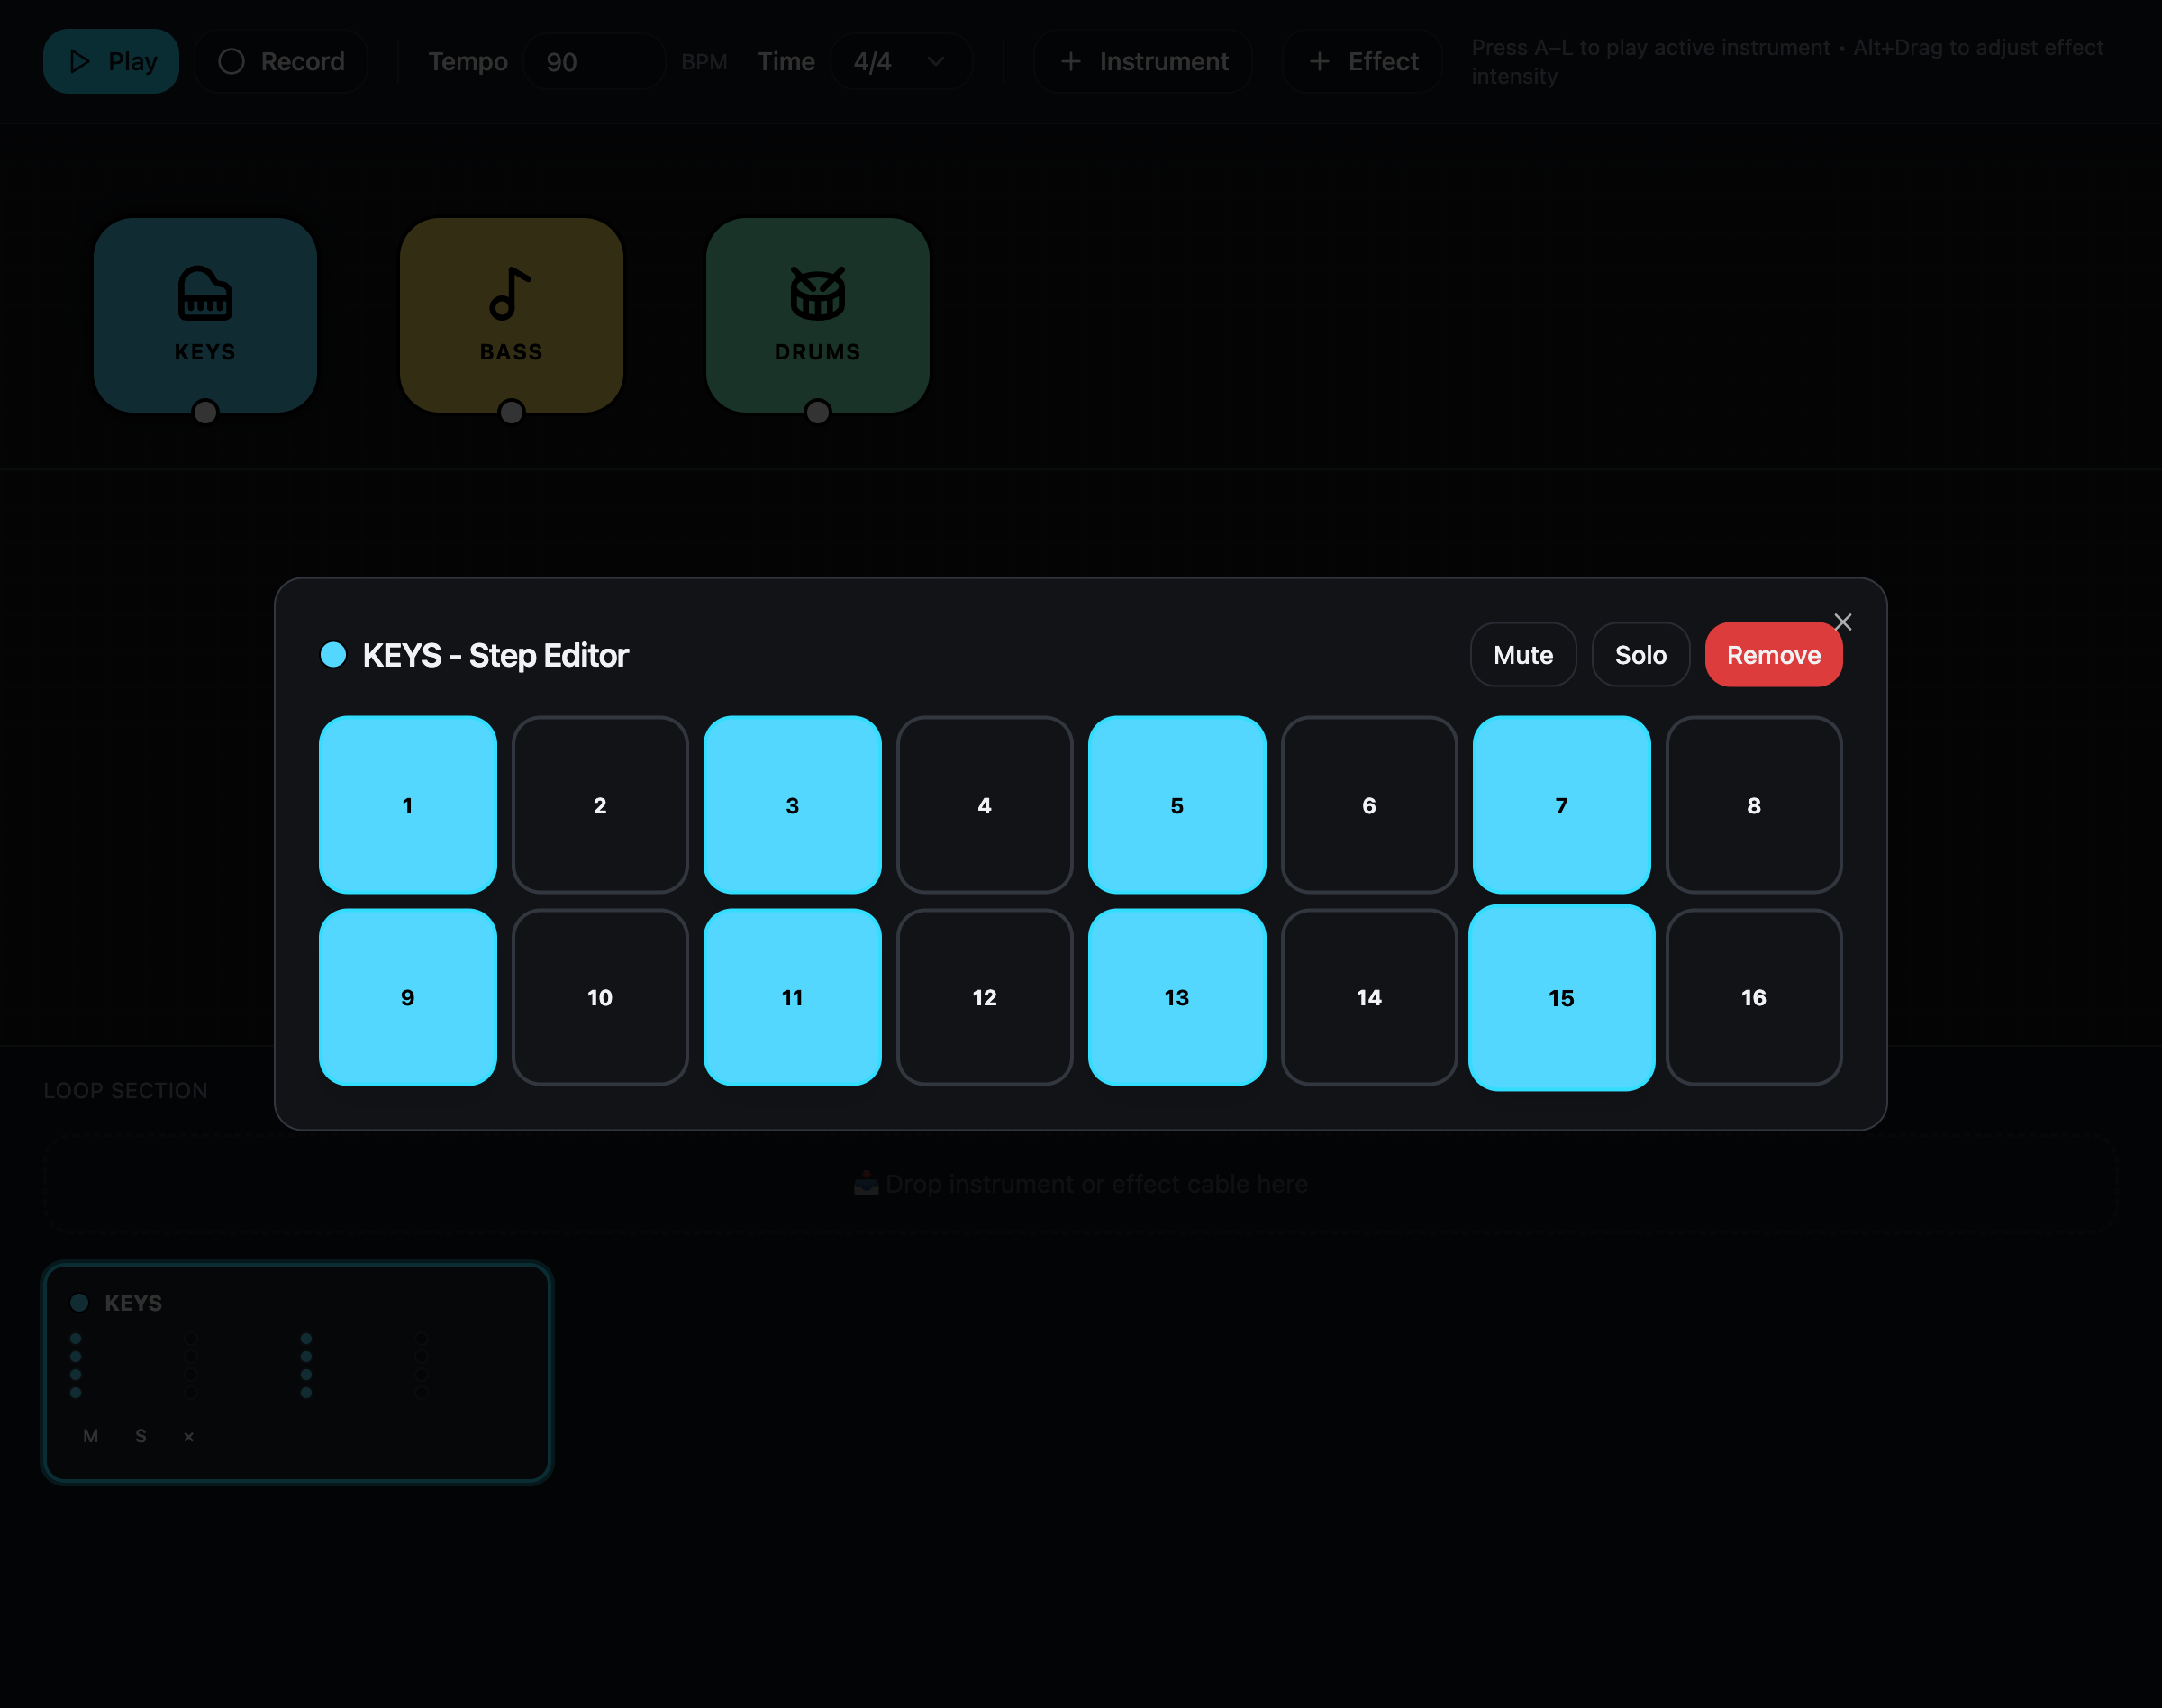 Play
Record
Tempo
90
BPM
Time
4/4
Instrument
Effect
Press A–L to play active instrument • Alt+Drag to adjust effect
intensity
KEYS
BASS
DRUMS
KEYS - Step Editor
Mute
Solo
Remove
1
2
3
4
5
6
7
8
9
10
11
12
13
14
15
16
LOOP SECTION
Drop instrument or effect cable here
KEYS
M
S
×